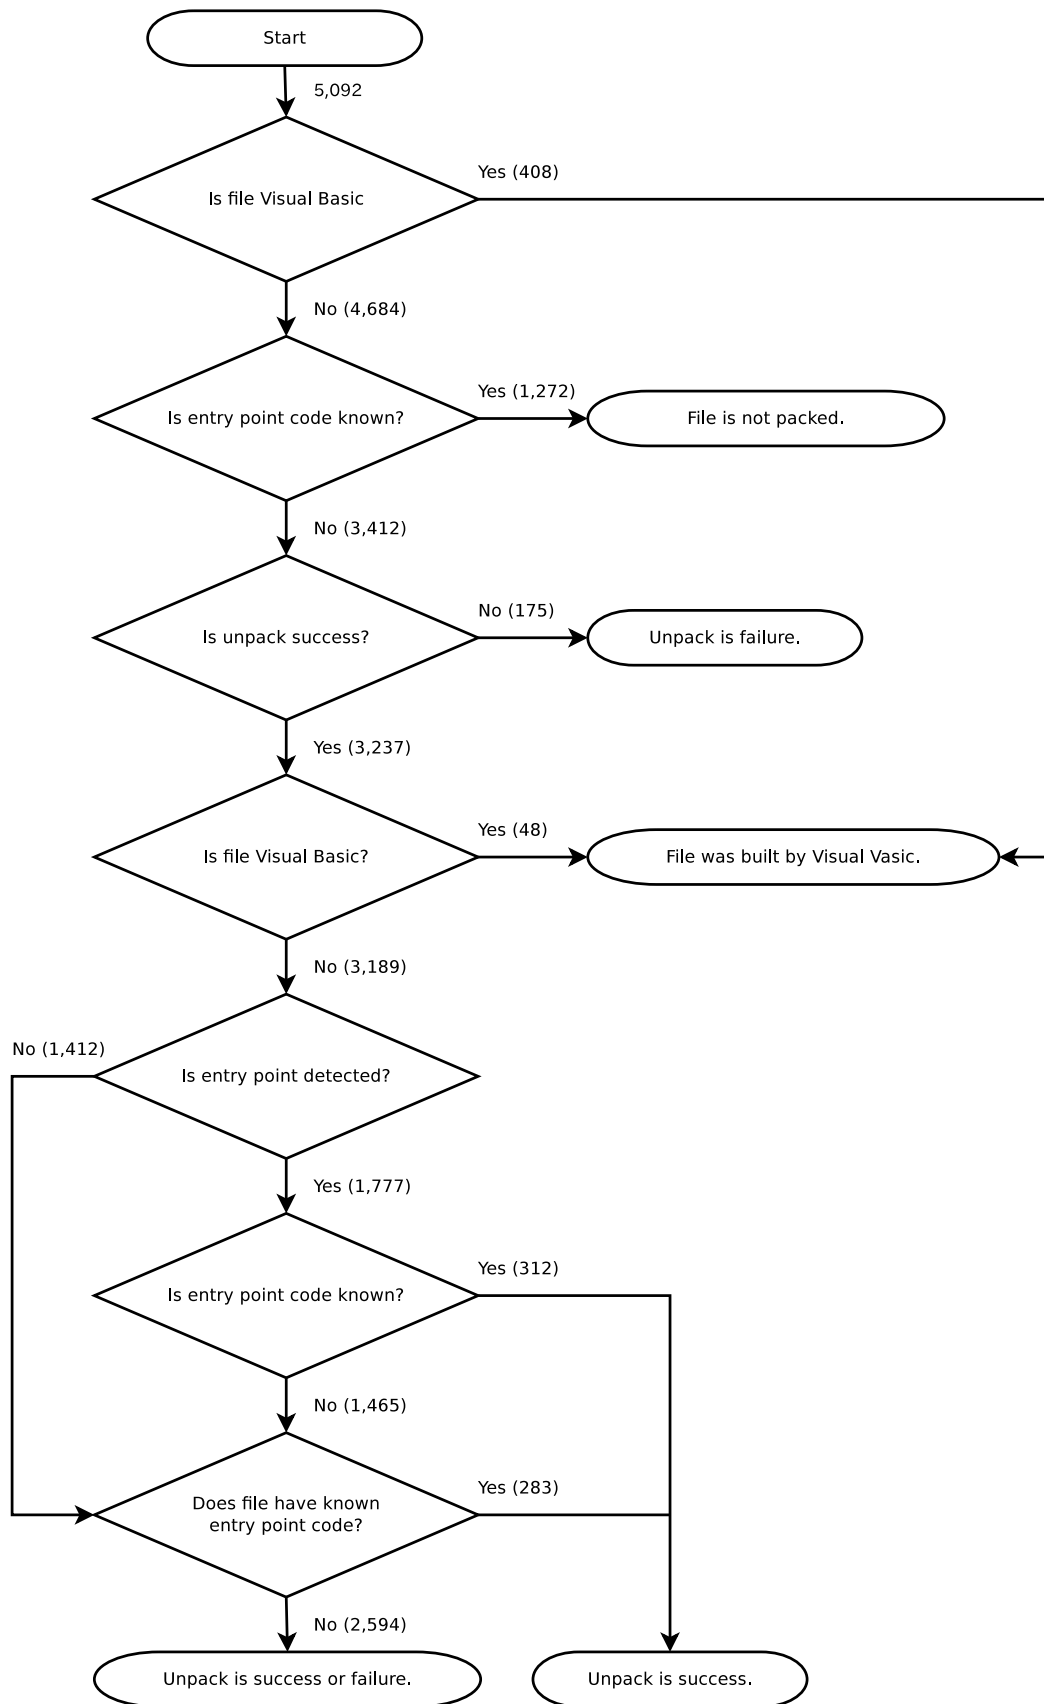 Start
5,092
Yes (408)
Is file Visual Basic
No (4,684)
Yes (1,272)
Is entry point code known?
File is not packed.
No (3,412)
No (175)
Is unpack success?
Unpack is failure.
Yes (3,237)
Yes (48)
Is file Visual Basic?
File was built by Visual Vasic.
No (3,189)
No (1,412)
Is entry point detected?
Yes (1,777)
Yes (312)
Is entry point code known?
No (1,465)
Yes (283)
Does file have known
entry point code?
No (2,594)
Unpack is success or failure.
Unpack is success.